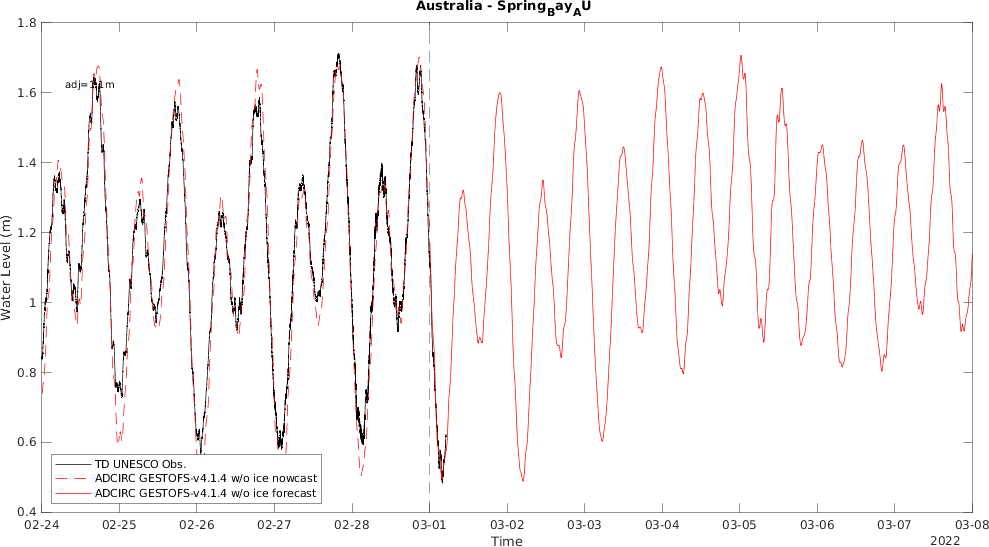 Australia - SpringBayAU
1.8
1.6
1.4
1.2
1
0.8
0.6
0.4
Water Level (m)
TD UNESCO Obs.
ADCIRC GESTOFS-v4.1.4 w/o ice nowcast
ADCIRC GESTOFS-v4.1.4 w/o ice forecast
02-24 02-25 02-26 02-27 02-28 03-01 03-02 03-03 03-04 03-05 03-06 03-07 03-08
Time
2022